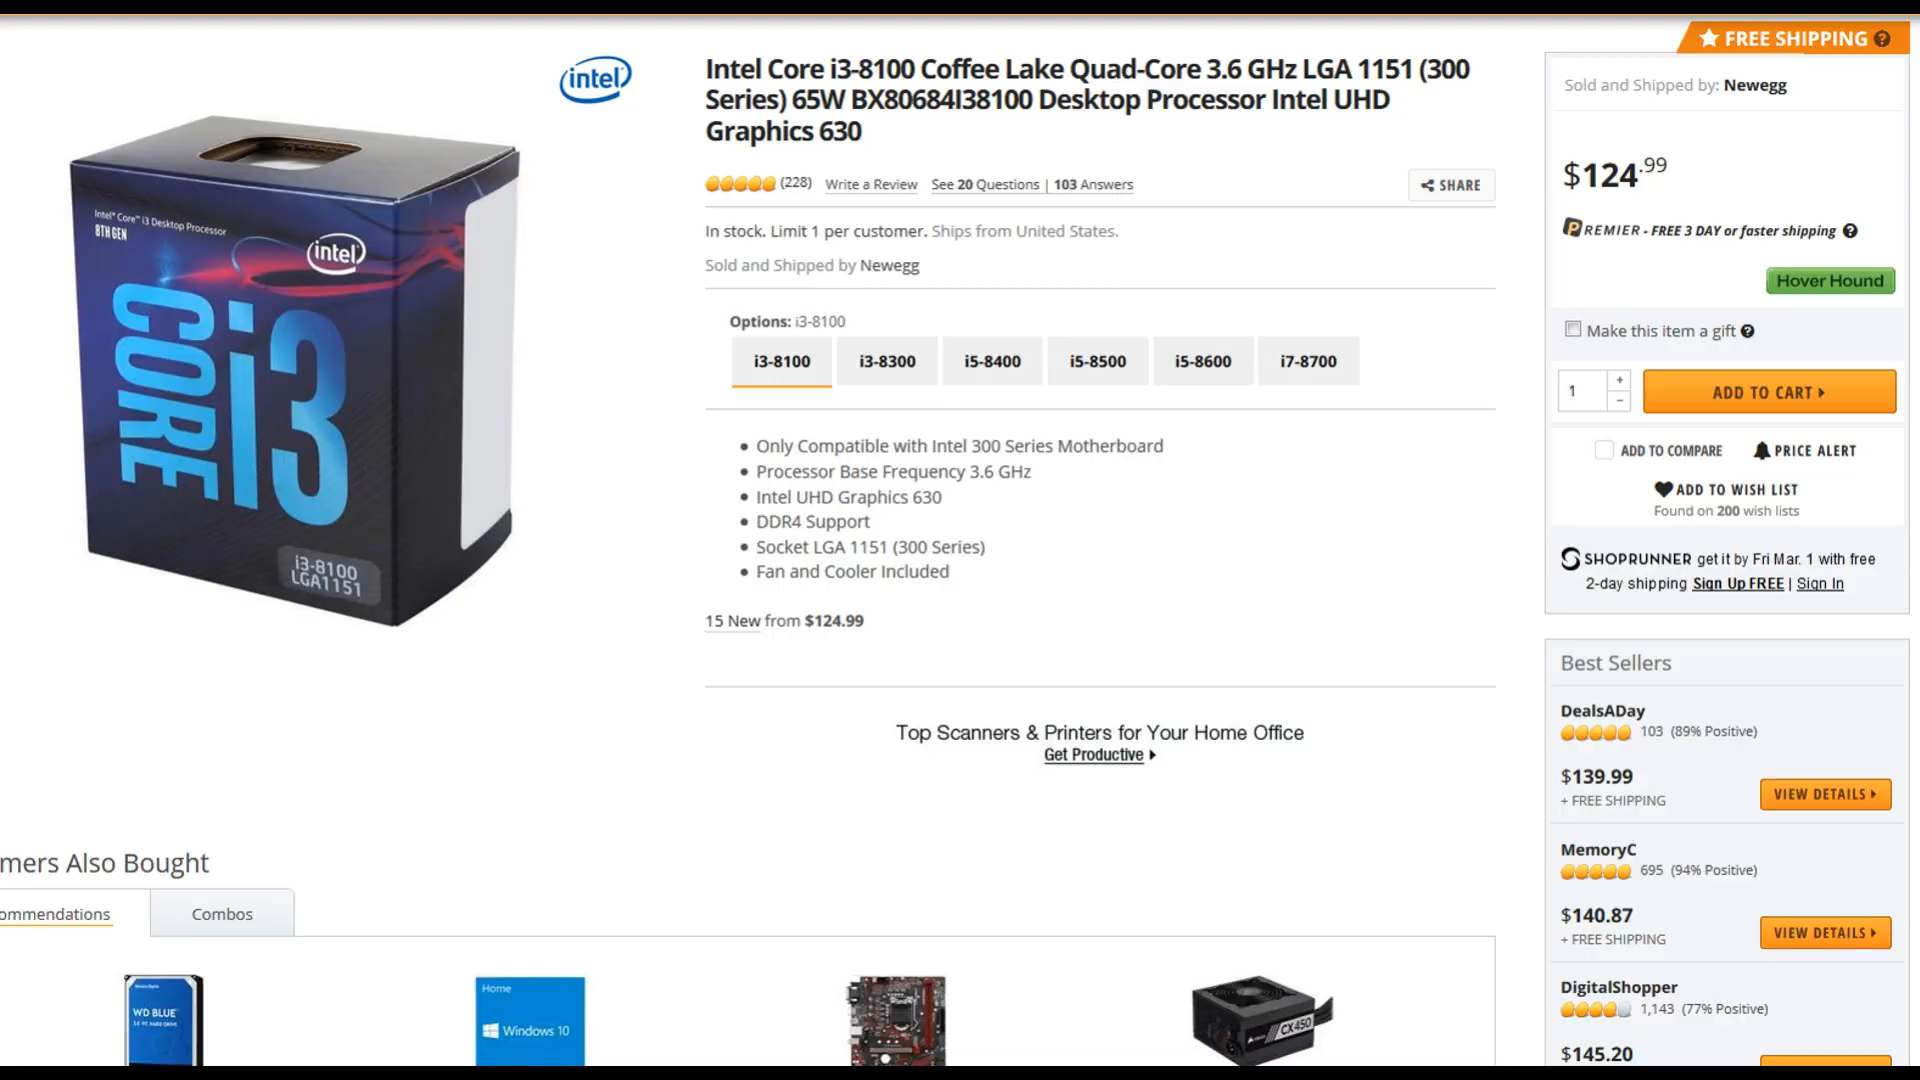 FREE SHIPPING ?
intel
Intel Core i3-8100 Coffee Lake Quad-Core 3.6 GHz LGA 1151 (300
Series) 65W BX80684I38100 Desktop Processor Intel UHD
Graphics 630
(228) Write a Review See 20 Questions | 103 Answers
SHARE
In stock. Limit 1 per customer. Ships from United States.
Sold and Shipped by Newegg
Options: i3-8100
i3-8100 i3-8300 i5-8400 i5-8500 i5-8600 i7-8700
Only Compatible with Intel 300 Series Motherboard
Processor Base Frequency 3.6 GHz
Intel UHD Graphics 630
DDR4 Support
Socket LGA 1151 (300 Series)
Fan and Cooler Included
15 New from $124.99
Intel® Core™ i3 Desktop Processor
8TH GEN
intel
CORE
i3
i3-8100
LGA1151
Sold and Shipped by: Newegg
$124.99
PREMIER - FREE 3 DAY or faster shipping ?
Hover Hound
Make this item a gift ?
1 + −
ADD TO CART
ADD TO COMPARE PRICE ALERT
ADD TO WISH LIST
Found on 200 wish lists
SHOPRUNNER get it by Fri Mar. 1 with free
2-day shipping Sign Up FREE | Sign In
Top Scanners & Printers for Your Home Office
Get Productive
Best Sellers
DealsADay
103 (89% Positive)
$139.99
+ FREE SHIPPING
VIEW DETAILS
MemoryC
695 (94% Positive)
$140.87
+ FREE SHIPPING
VIEW DETAILS
DigitalShopper
1,143 (77% Positive)
$145.20
mers Also Bought
ommendations Combos
WD BLUE
Home
Windows 10
CX450